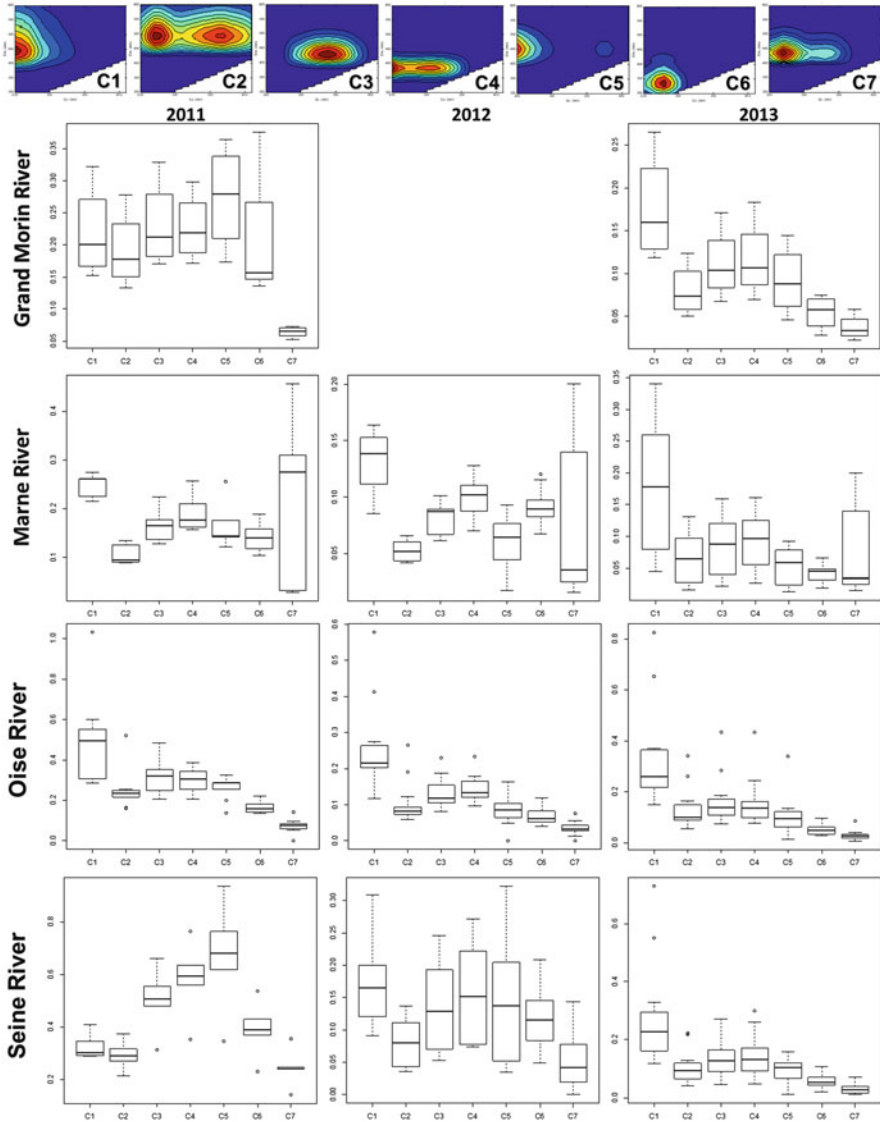 C1 C2 C3 C4 C5 C6 C7
2011 2012 2013
Grand Morin River
0.05 0.10 0.15 0.20 0.25 0.30 0.35
C1 C2 C3 C4 C5 C6 C7
0.05 0.10 0.15 0.20 0.25
C1 C2 C3 C4 C5 C6 C7
Marne River
0.1 0.2 0.3 0.4
C1 C2 C3 C4 C5 C6 C7
0.05 0.10 0.15 0.20
C1 C2 C3 C4 C5 C6 C7
0.05 0.10 0.15 0.20 0.25 0.30 0.35
C1 C2 C3 C4 C5 C6 C7
Oise River
0.0 0.2 0.4 0.6 0.8 1.0
C1 C2 C3 C4 C5 C6 C7
0.0 0.1 0.2 0.3 0.4 0.5 0.6
C1 C2 C3 C4 C5 C6 C7
0.0 0.2 0.4 0.6 0.8
C1 C2 C3 C4 C5 C6 C7
Seine River
0.2 0.4 0.6 0.8
C1 C2 C3 C4 C5 C6 C7
0.00 0.05 0.10 0.15 0.20 0.25 0.30
C1 C2 C3 C4 C5 C6 C7
0.0 0.2 0.4 0.6
C1 C2 C3 C4 C5 C6 C7